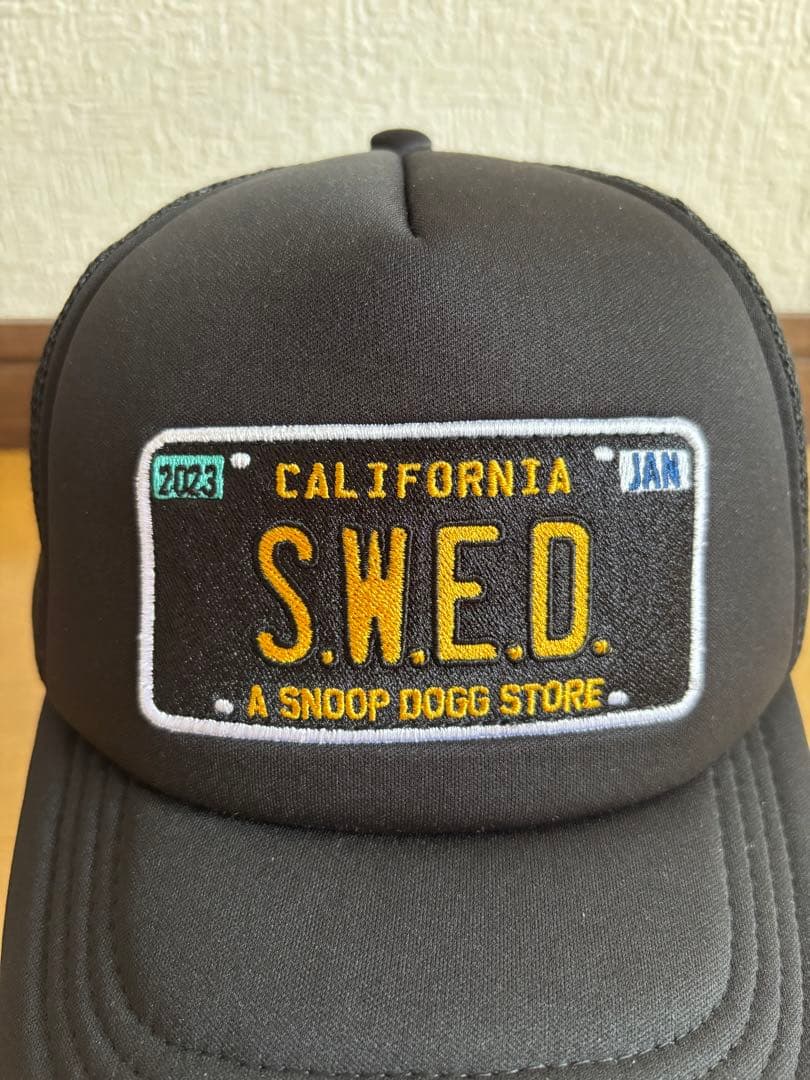 2023 CALIFORNIA JAN
S.W.E.D.
A SNOOP DOGG STORE